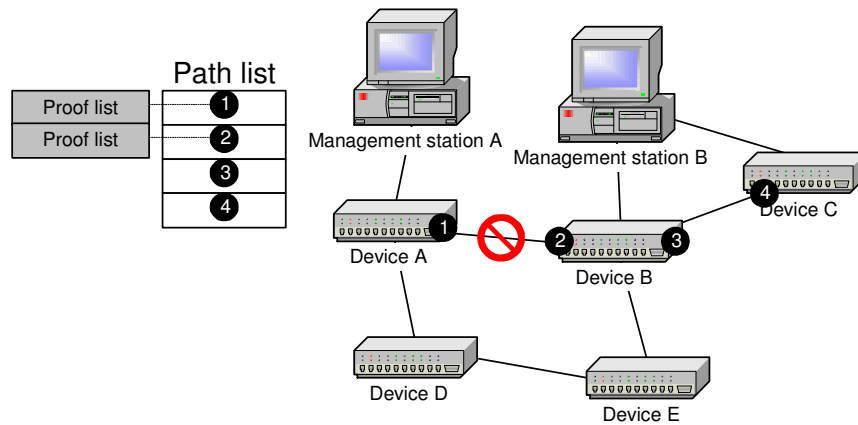 Path list
Proof list 1
Proof list 2
3
4
Management station A
Management station B
4
Device C
1
2
3
Device A
Device B
Device D
Device E